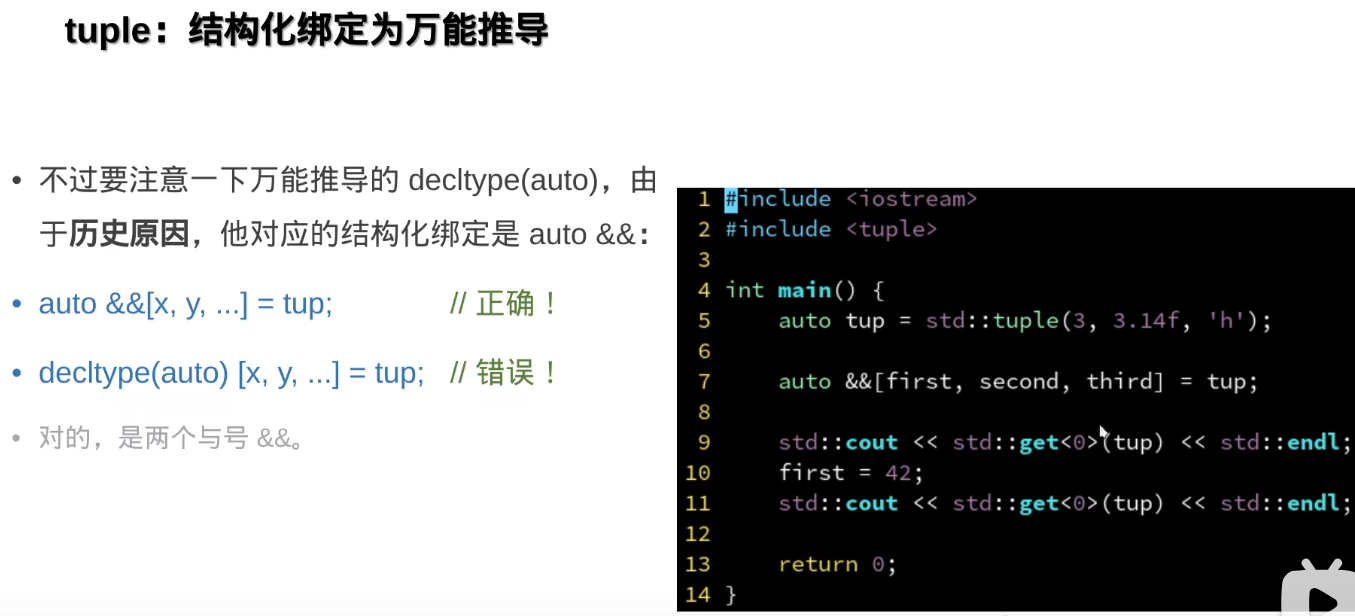 tuple：结构化绑定为万能推导
• 不过要注意一下万能推导的 decltype(auto)，由
于历史原因，他对应的结构化绑定是 auto &&：
• auto &&[x, y, ...] = tup; // 正确！
• decltype(auto) [x, y, ...] = tup; // 错误！
• 对的，是两个与号 &&。
1 #include <iostream>
2 #include <tuple>
3
4 int main() {
5     auto tup = std::tuple(3, 3.14f, 'h');
6
7     auto &&[first, second, third] = tup;
8
9     std::cout << std::get<0>(tup) << std::endl;
10     first = 42;
11     std::cout << std::get<0>(tup) << std::endl;
12
13     return 0;
14 }